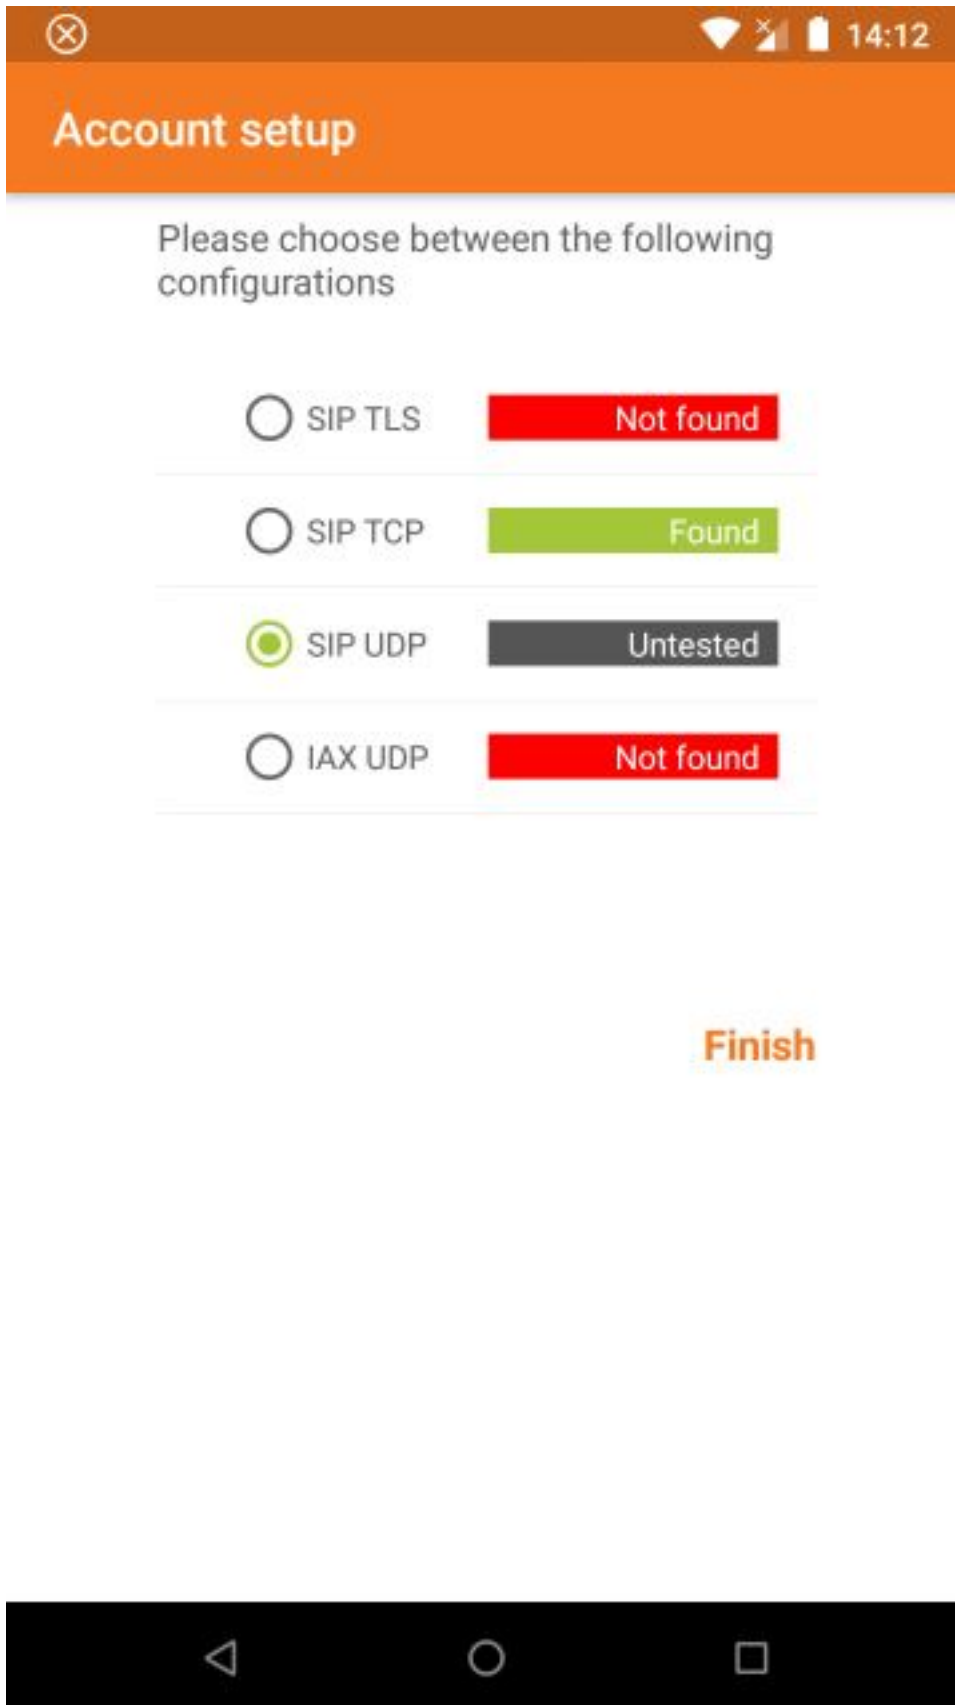 14:12
Account setup
Please choose between the following
configurations
SIP TLS Not found
SIP TCP Found
SIP UDP Untested
IAX UDP Not found
Finish